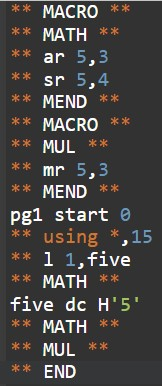 ** MACRO **
** MATH **
** ar 5,3
** sr 5,4
** MEND **
** MACRO **
** MUL **
** mr 5,3
** MEND **
pg1 start 0
** using *,15
** l 1,five
** MATH **
five dc H'5'
** MATH **
** MUL **
** END